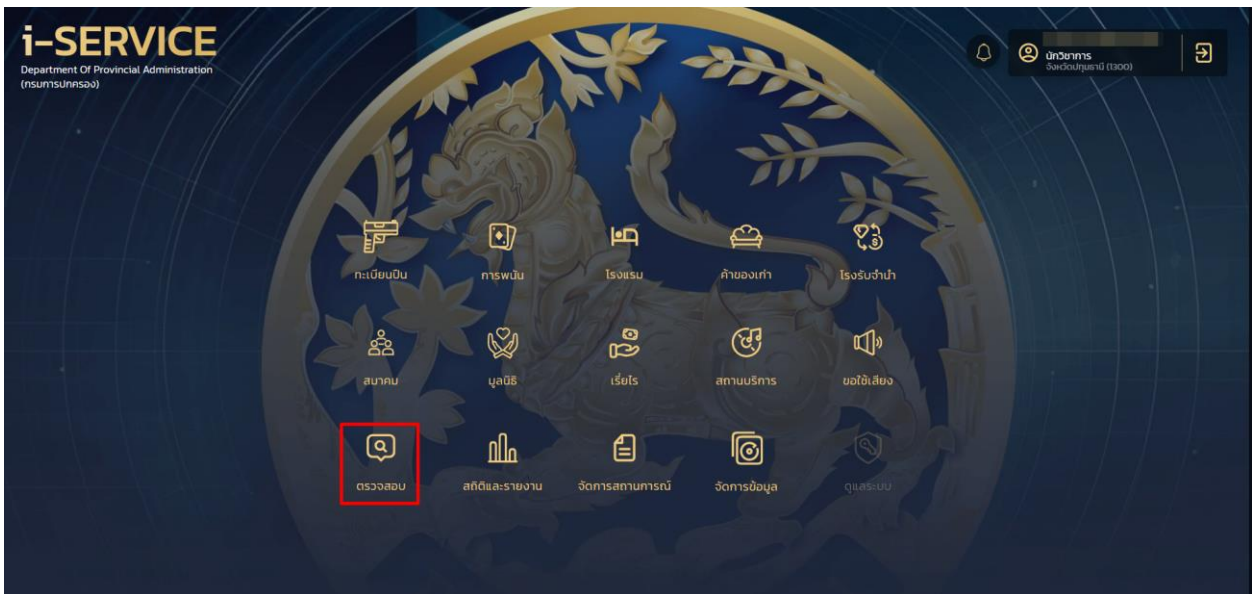 i-SERVICE
Department Of Provincial Administration
(กรมการปกครอง)
นักวิชาการ
จังหวัดปทุมธานี (1300)
ทะเบียนปืน
การพนัน
โรงแรม
ค้าของเก่า
โรงรับจำนำ
สมาคม
มูลนิธิ
เรี่ยไร
สถานบริการ
ขอใช้เสียง
ตรวจสอบ
สถิติและรายงาน
จัดการสถานการณ์
จัดการข้อมูล
ดูแลระบบ